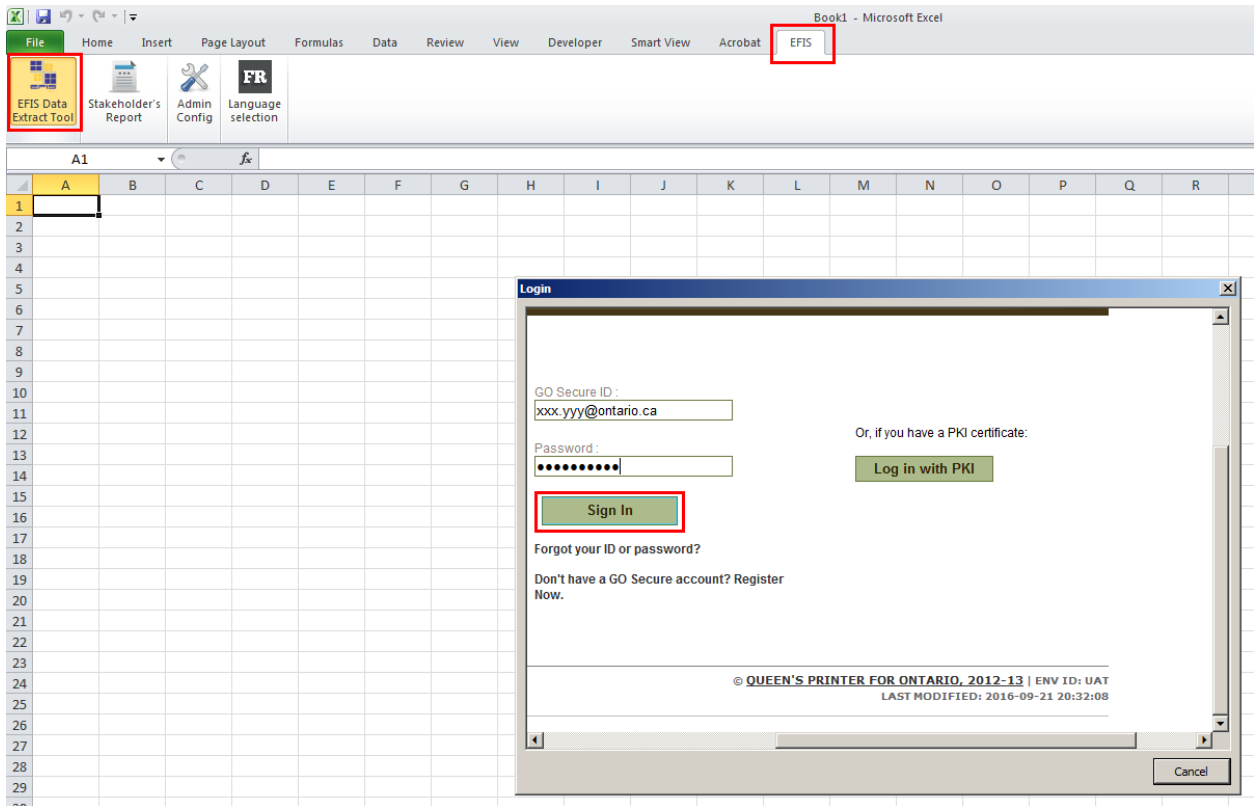 Book1 - Microsoft Excel
File Home Insert Page Layout Formulas Data Review View Developer Smart View Acrobat EFIS
EFIS Data Extract Tool
Stakeholder's Report
Admin Config
FR
Language selection
A1 fx
A B C D E F G H I J K L M N O P Q R
1
2
3
4
5
6
7
8
9
10
11
12
13
14
15
16
17
18
19
20
21
22
23
24
25
26
27
28
29
Login
GO Secure ID :
xxx.yyy@ontario.ca
Password :
●●●●●●●●●●
Sign In
Or, if you have a PKI certificate:
Log in with PKI
Forgot your ID or password?
Don't have a GO Secure account? Register
Now.
© QUEEN'S PRINTER FOR ONTARIO, 2012-13 | ENV ID: UAT
LAST MODIFIED: 2016-09-21 20:32:08
Cancel